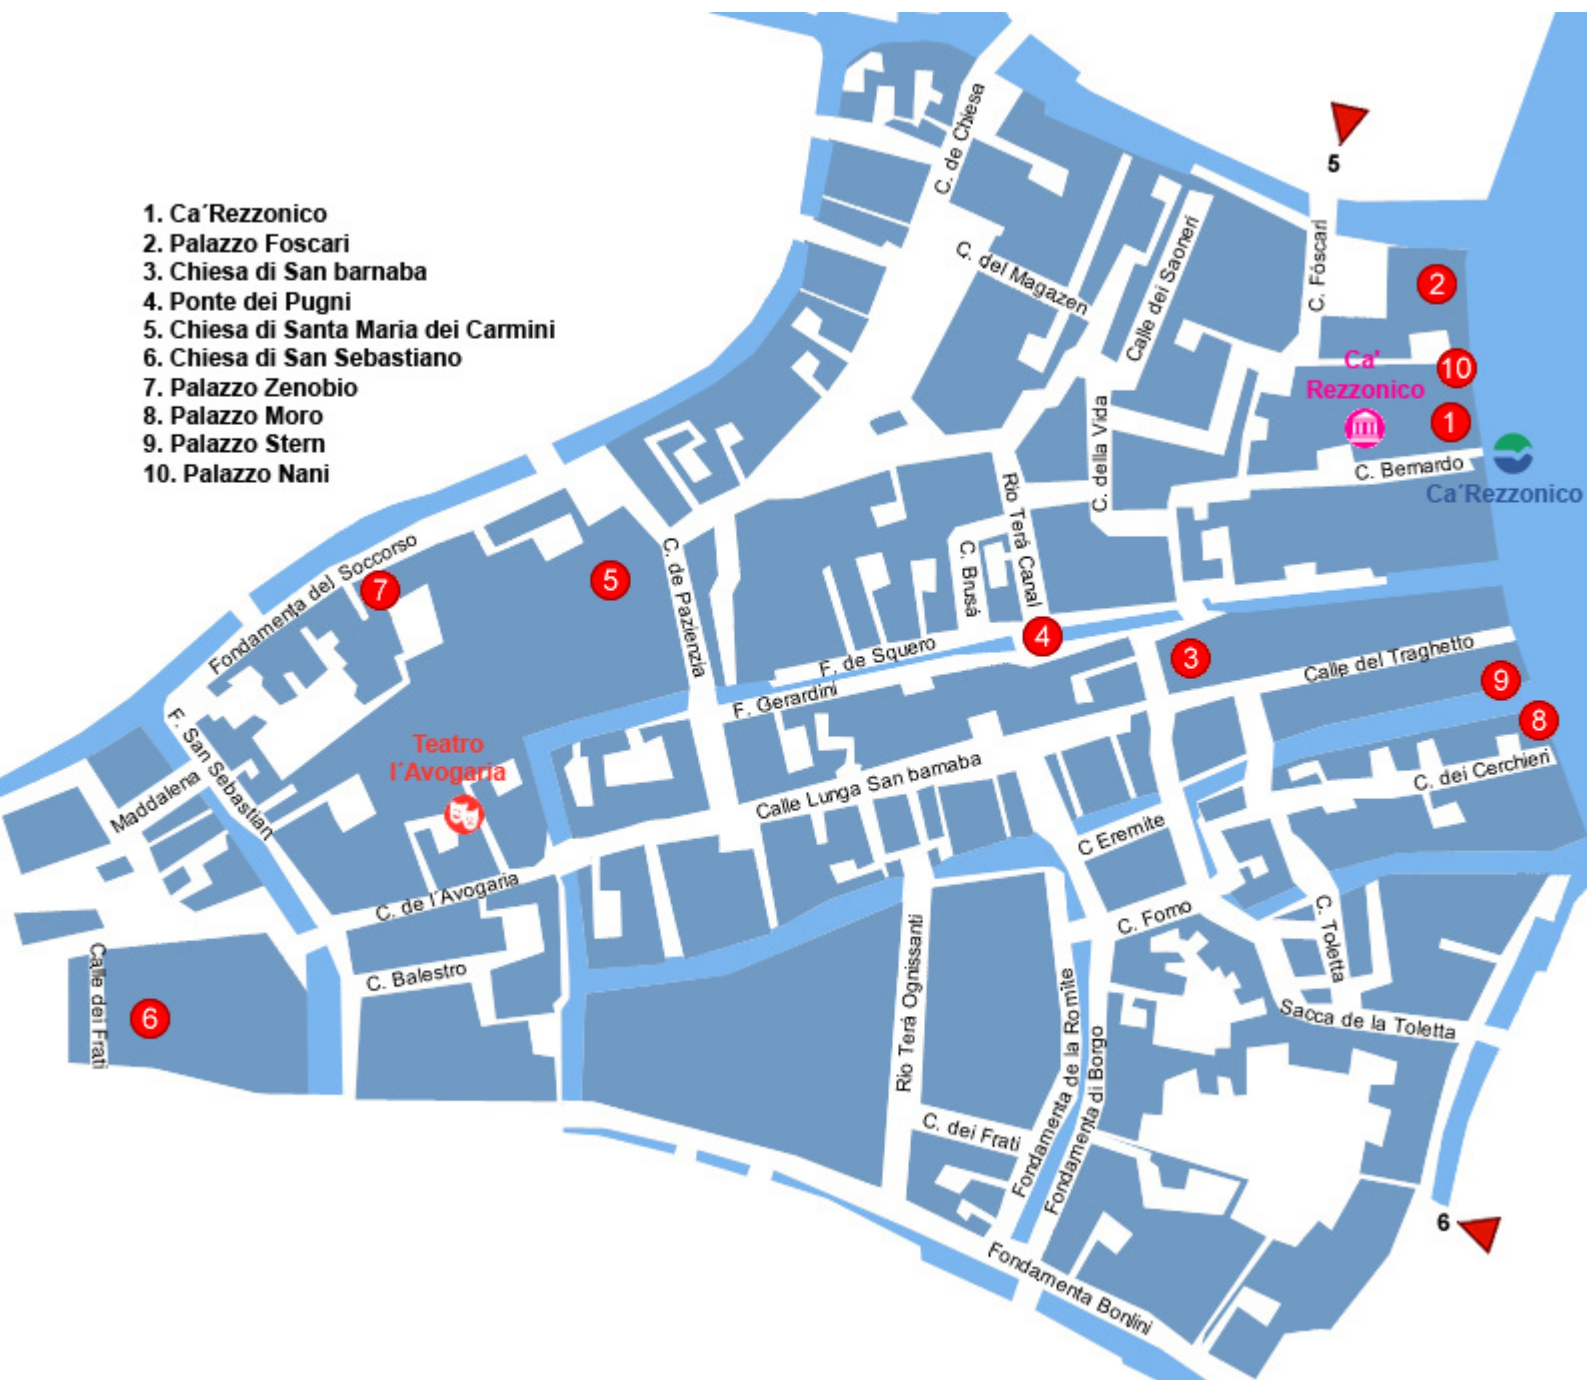 1. Ca´Rezzonico
2. Palazzo Foscari
3. Chiesa di San barnaba
4. Ponte dei Pugni
5. Chiesa di Santa Maria dei Carmini
6. Chiesa di San Sebastiano
7. Palazzo Zenobio
8. Palazzo Moro
9. Palazzo Stern
10. Palazzo Nani
5
C. de Chiesa
C. del Magazen
Calle dei Saoneri
C. Fóscari
2
10
Ca'
Rezzonico
1
C. Bernardo
Ca´Rezzonico
C. della Vida
Rio Terá Canal
C. Brusá
Fondamenta del Soccorso
7
5
C. de Pazienzia
4
3
F. de Squero
F. Gerardini
Calle del Traghetto
9
8
C. dei Cerchieri
F. San Sebastian
Maddalena
Teatro
l´Avogaria
Calle Lunga San barnaba
C Eremite
C. de l´Avogaria
C. Forno
C. Toletta
C. Balestro
Calle dei Frati
6
Rio Terá Ognissanti
Fondamenta de la Romite
Fondamenta di Borgo
Sacca de la Toletta
C. dei Frati
6
Fondamenta Bonlini